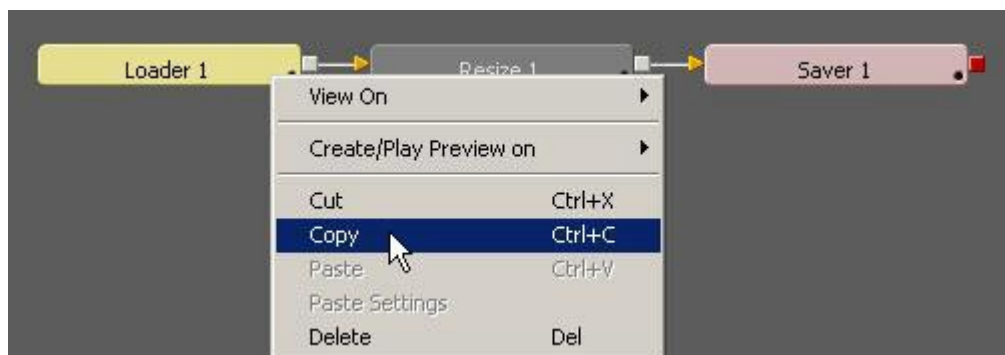 Loader 1
Resize 1
Saver 1
View On
Create/Play Preview on
Cut Ctrl+X
Copy Ctrl+C
Paste Ctrl+V
Paste Settings
Delete Del